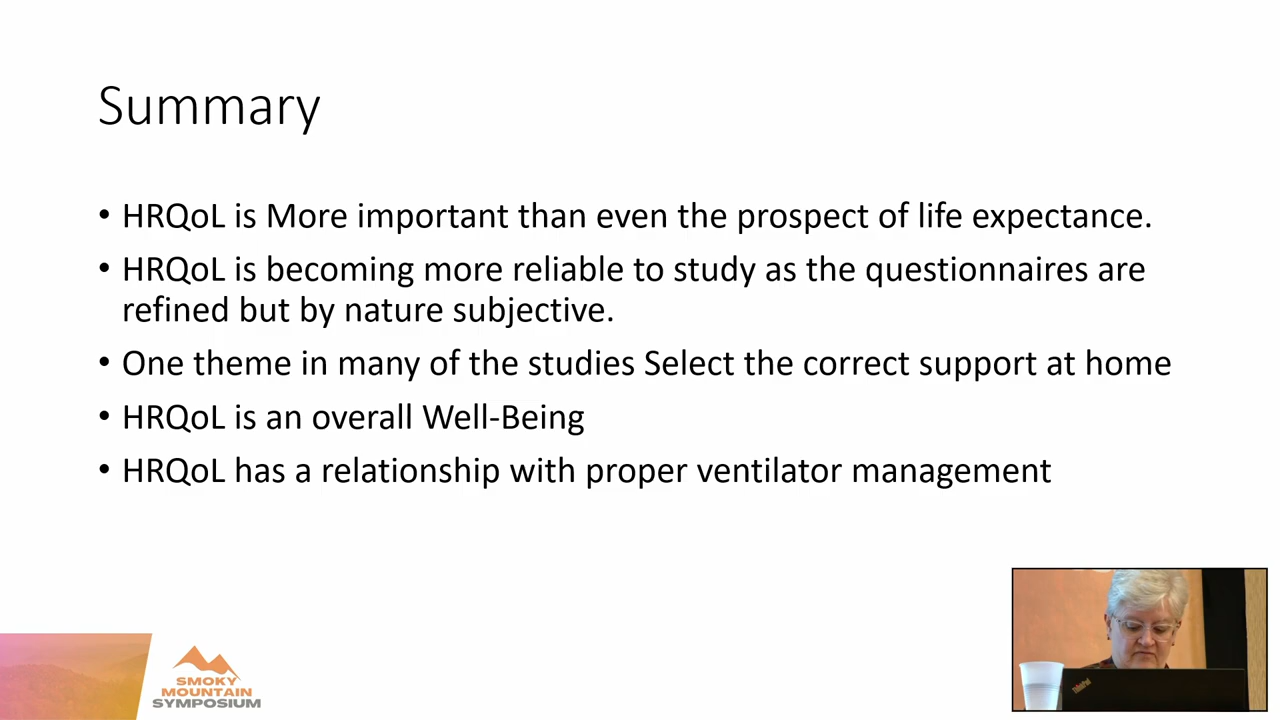 Summary
• HRQoL is More important than even the prospect of life expectance.
• HRQoL is becoming more reliable to study as the questionnaires are
refined but by nature subjective.
• One theme in many of the studies Select the correct support at home
• HRQoL is an overall Well-Being
• HRQoL has a relationship with proper ventilator management
SMOKY
MOUNTAIN
SYMPOSIUM
ThinkPad